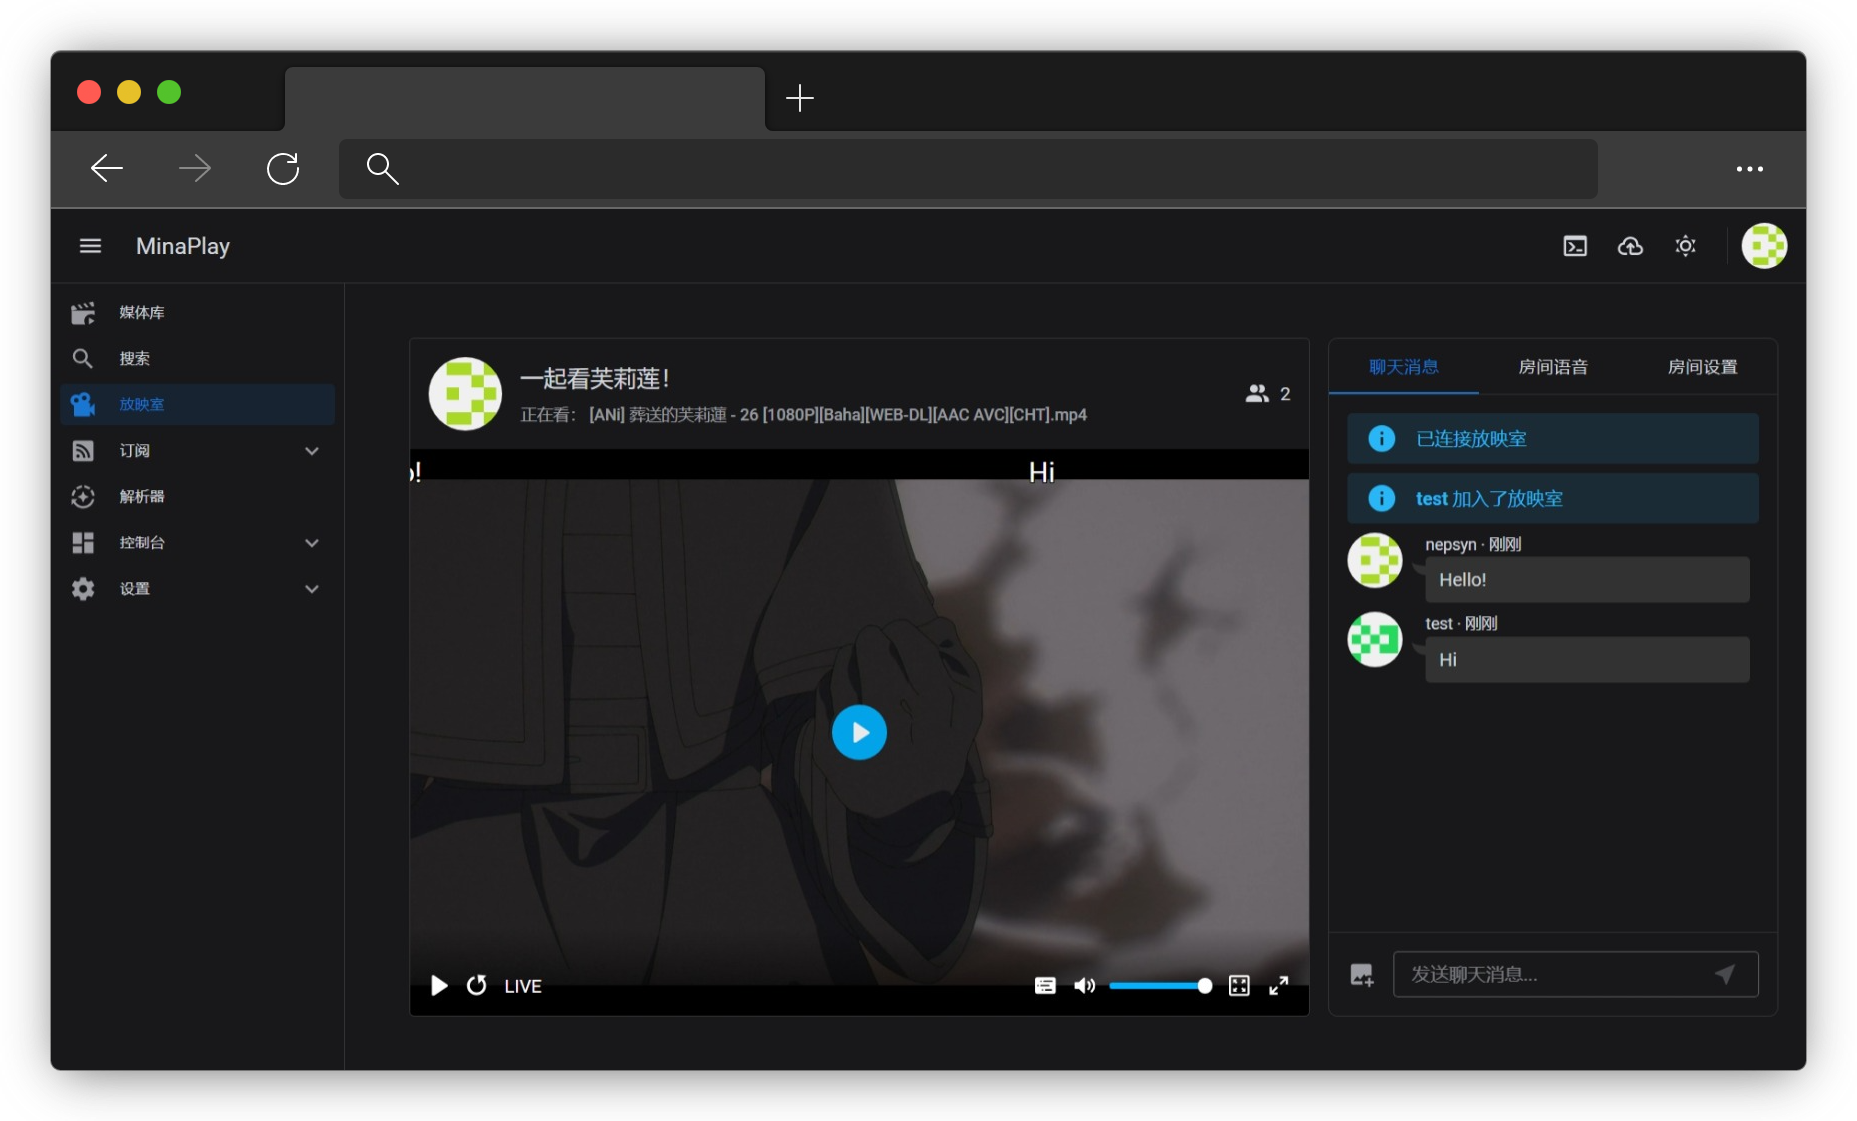 MinaPlay
媒体库
搜索
放映室
订阅
解析器
控制台
设置
一起看芙莉莲！
正在看： [ANi] 葬送的芙莉蓮 - 26 [1080P][Baha][WEB-DL][AAC AVC][CHT].mp4
2
o!
Hi
LIVE
聊天消息
房间语音
房间设置
已连接放映室
test 加入了放映室
nepsyn · 刚刚
Hello!
test · 刚刚
Hi
发送聊天消息...